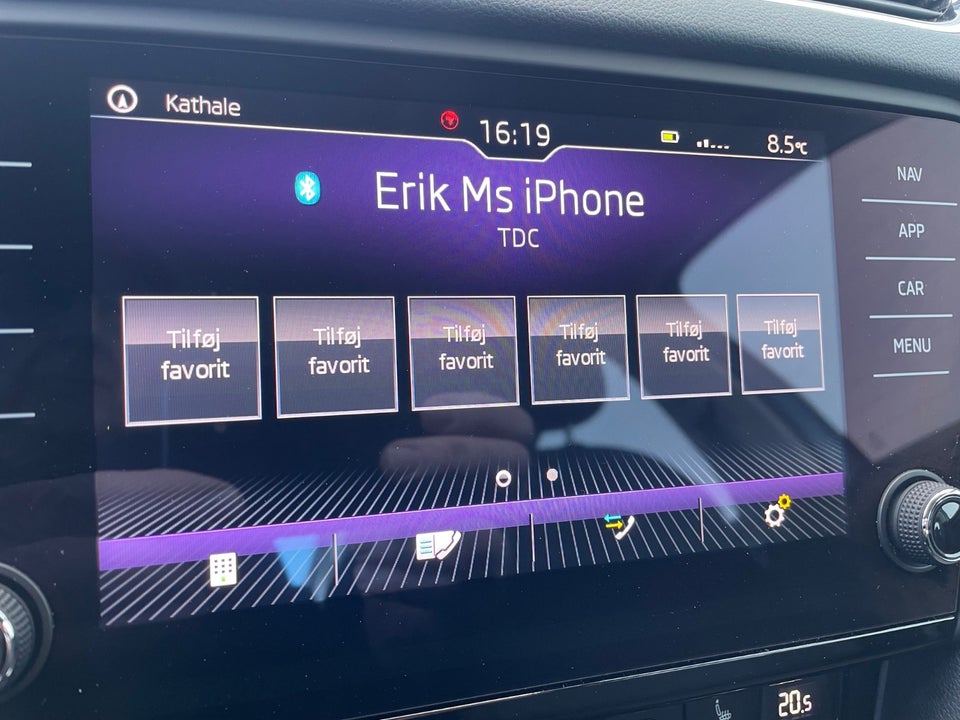 Kathale
16:19
8.5°C
Erik Ms iPhone
TDC
Tilføj
favorit
Tilføj
favorit
Tilføj
favorit
Tilføj
favorit
Tilføj
favorit
Tilføj
favorit
NAV
APP
CAR
MENU
20.5